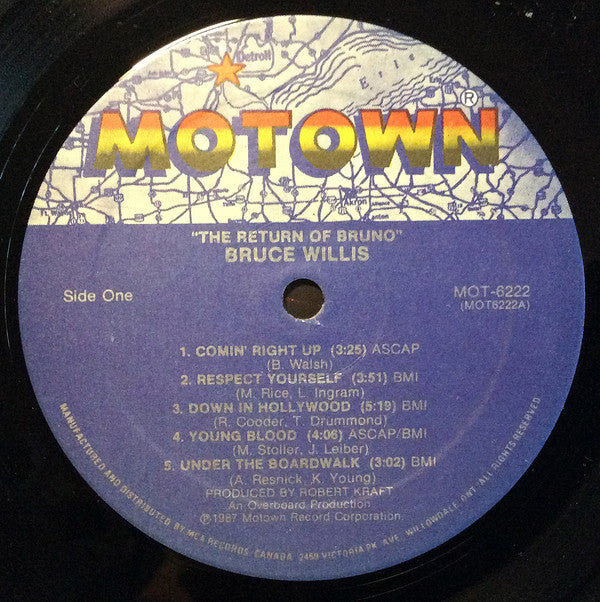 Detroit
Erie
MOTOWN®
Akron
"THE RETURN OF BRUNO"
BRUCE WILLIS
Side One
MOT-6222
(MOT6222A)
1. COMIN' RIGHT UP (3:25) ASCAP
(B. Walsh)
2. RESPECT YOURSELF (3:51) BMI
(M. Rice, L. Ingram)
3. DOWN IN HOLLYWOOD (5:19) BMI
(R. Cooder, T. Drummond)
4. YOUNG BLOOD (4:06) ASCAP/BMI
(M. Stoller, J. Leiber)
5. UNDER THE BOARDWALK (3:02) BMI
(A. Resnick, K. Young)
PRODUCED BY ROBERT KRAFT
An Overboard Production
℗1987 Motown Record Corporation.
MANUFACTURED AND DISTRIBUTED BY MCA RECORDS, CANADA, 2450 VICTORIA PK. AVE. WILLOWDALE, ONT. ALL RIGHTS RESERVED